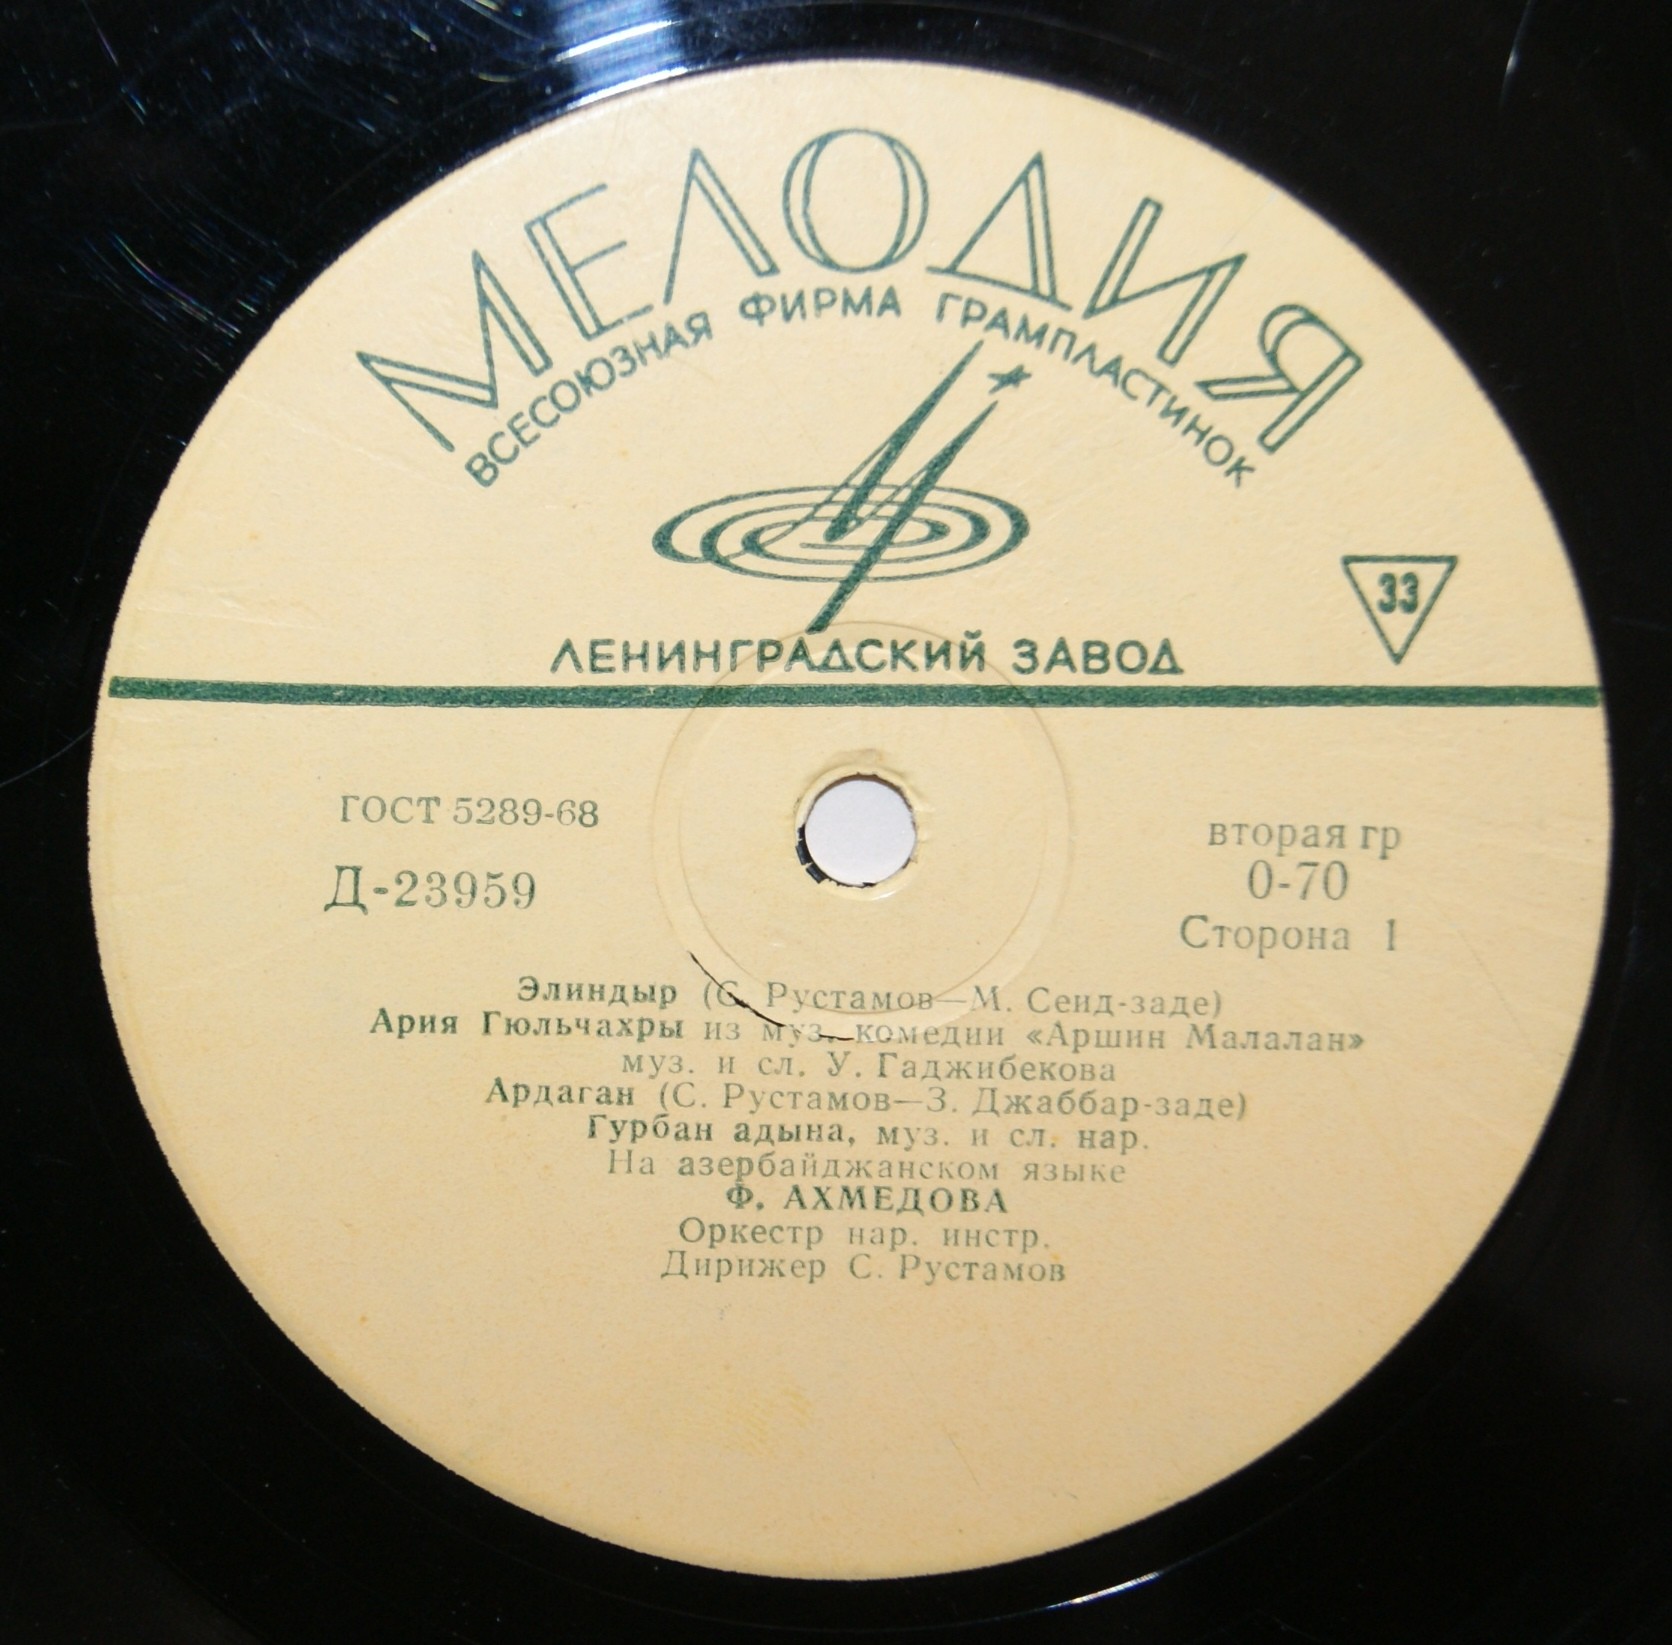 МЕЛОДИЯ
ВСЕСОЮЗНАЯ ФИРМА ГРАМПЛАСТИНОК
33
ЛЕНИНГРАДСКИЙ ЗАВОД
ГОСТ 5289-68
вторая гр
Д-23959
0-70
Сторона 1
Элиндыр (С. Рустамов—М. Сеид-заде)
Ария Гюльчахры из муз. комедии «Аршин Малалан»
муз. и сл. У. Гаджибекова
Ардаган (С. Рустамов—З. Джаббар-заде)
Гурбан адына, муз. и сл. нар.
На азербайджанском языке
Ф. АХМЕДОВА
Оркестр нар. инстр.
Дирижер С. Рустамов